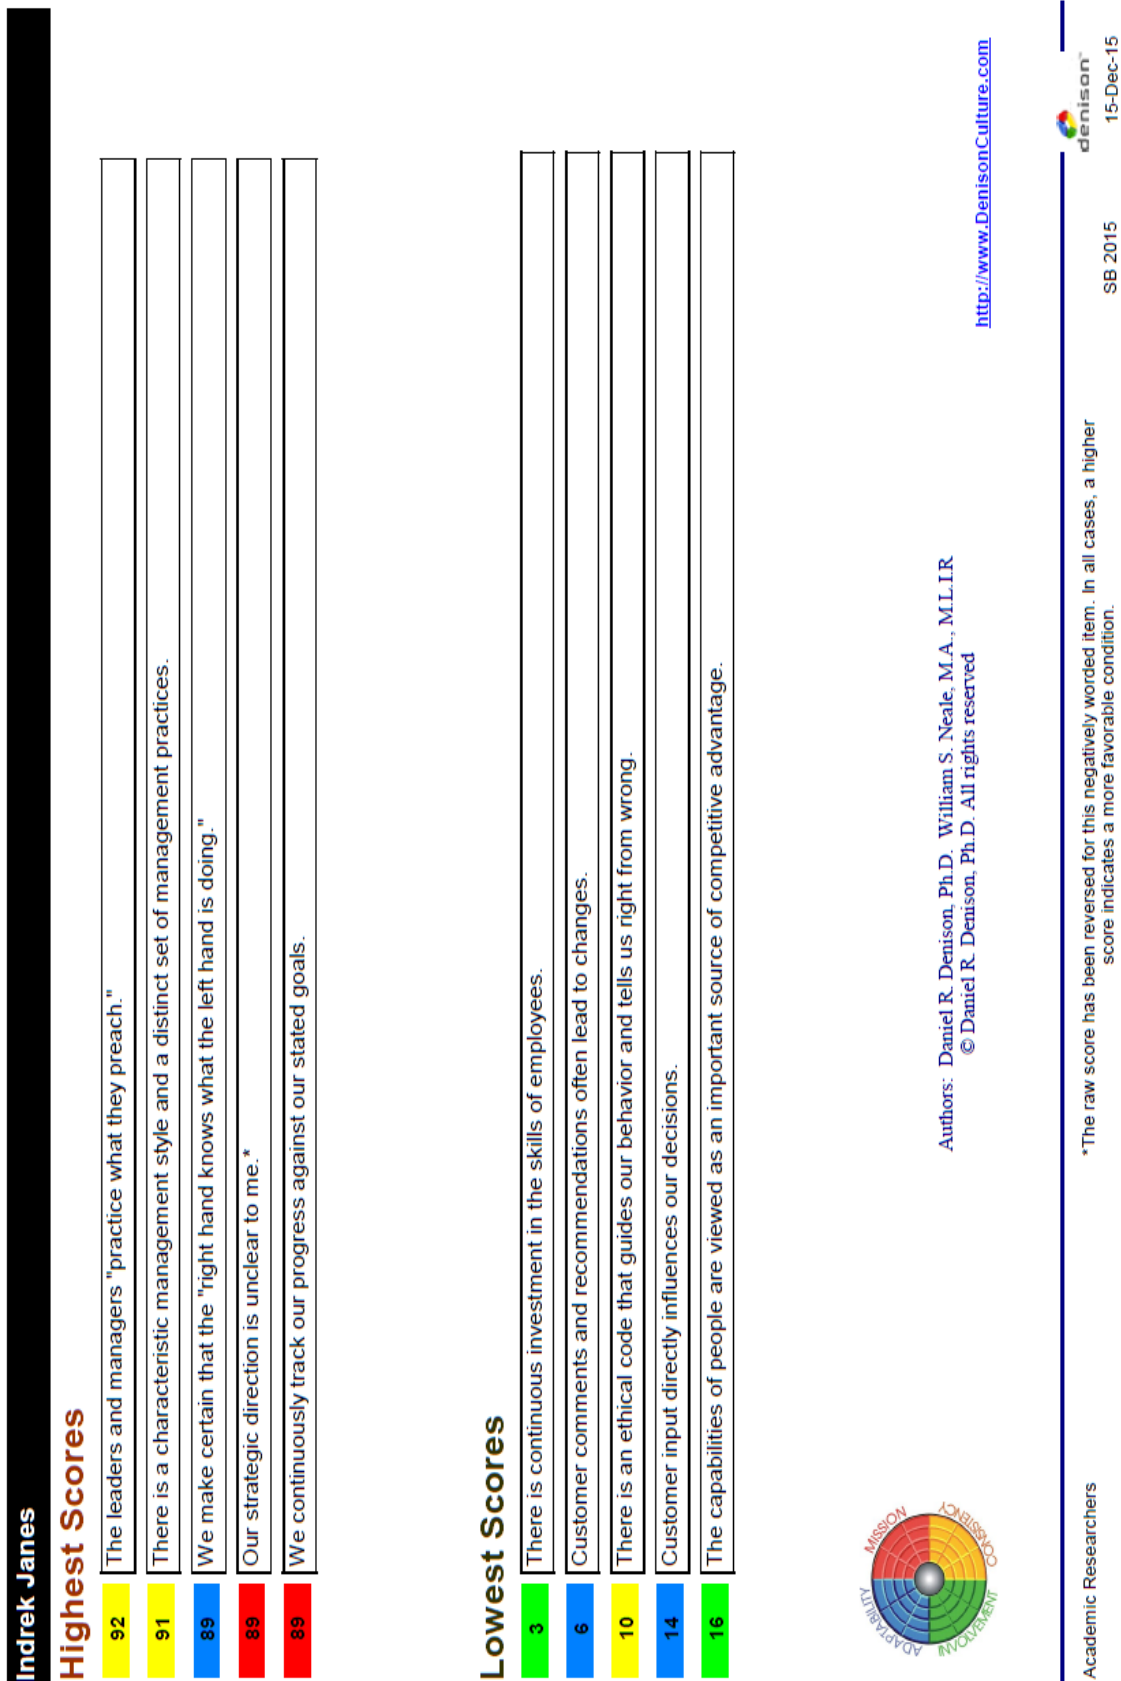 Indrek Janes
Highest Scores
92 The leaders and managers "practice what they preach."
91 There is a characteristic management style and a distinct set of management practices.
89 We make certain that the "right hand knows what the left hand is doing."
89 Our strategic direction is unclear to me.*
89 We continuously track our progress against our stated goals.
Lowest Scores
3 There is continuous investment in the skills of employees.
6 Customer comments and recommendations often lead to changes.
10 There is an ethical code that guides our behavior and tells us right from wrong.
14 Customer input directly influences our decisions.
16 The capabilities of people are viewed as an important source of competitive advantage.
ADAPTABILITY
MISSION
INVOLVEMENT
CONSISTENCY
Authors: Daniel R. Denison, Ph.D. William S. Neale, M.A., M.L.I.R
© Daniel R. Denison, Ph.D. All rights reserved
http://www.DenisonCulture.com
denison™
Academic Researchers
*The raw score has been reversed for this negatively worded item. In all cases, a higher
score indicates a more favorable condition.
SB 2015
15-Dec-15